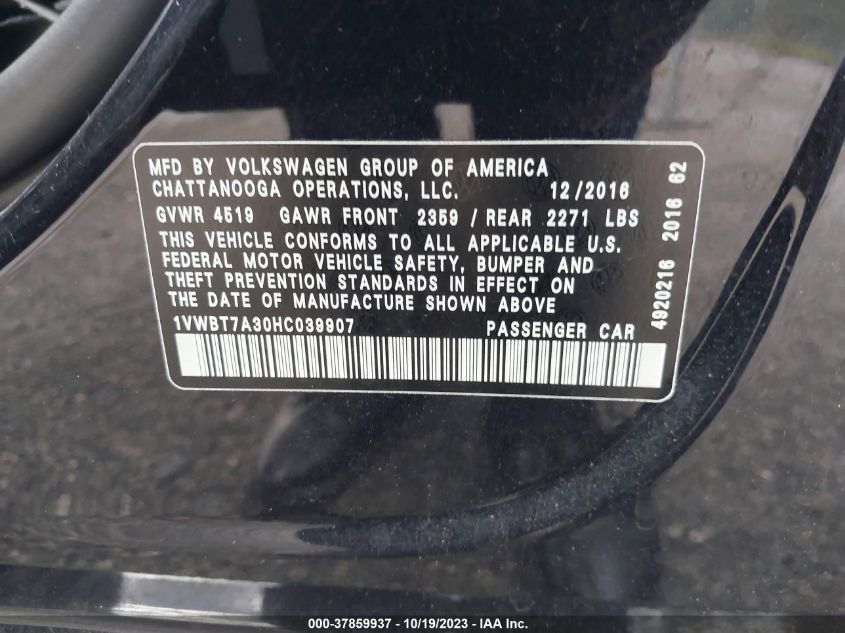 MFD BY VOLKSWAGEN GROUP OF AMERICA
CHATTANOOGA OPERATIONS, LLC. 12/2016
GVWR 4519 GAWR FRONT 2359 / REAR 2271 LBS
THIS VEHICLE CONFORMS TO ALL APPLICABLE U.S.
FEDERAL MOTOR VEHICLE SAFETY, BUMPER AND
THEFT PREVENTION STANDARDS IN EFFECT ON
THE DATE OF MANUFACTURE SHOWN ABOVE
1VWBT7A30HC039907 PASSENGER CAR
4920216 2016 62
000-37859937 - 10/19/2023 - IAA Inc.